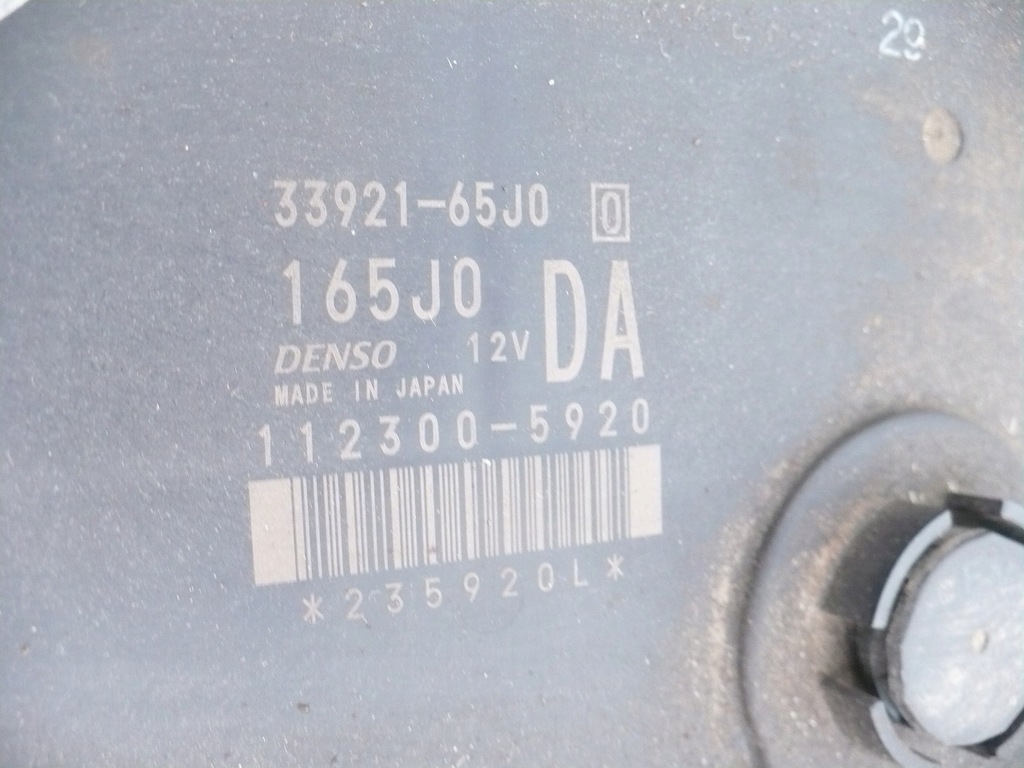 29
33921-65J0 0
165J0 DA
DENSO 12V
MADE IN JAPAN
112300-5920
*235920L*